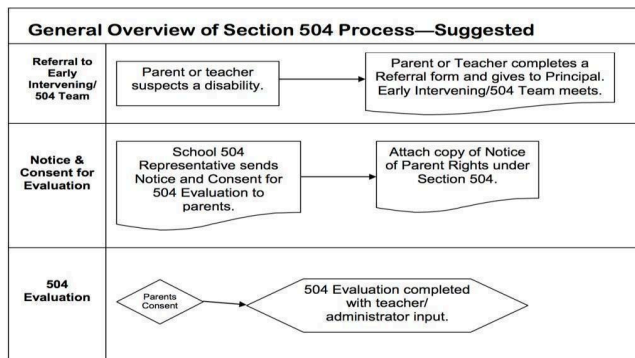 General Overview of Section 504 Process—Suggested
Referral to
Early
Intervening/
504 Team
Parent or teacher
suspects a disability.
Parent or Teacher completes a
Referral form and gives to Principal.
Early Intervening/504 Team meets.
Notice &
Consent for
Evaluation
School 504
Representative sends
Notice and Consent for
504 Evaluation to
parents.
Attach copy of Notice
of Parent Rights under
Section 504.
504
Evaluation
Parents
Consent
504 Evaluation completed
with teacher/
administrator input.